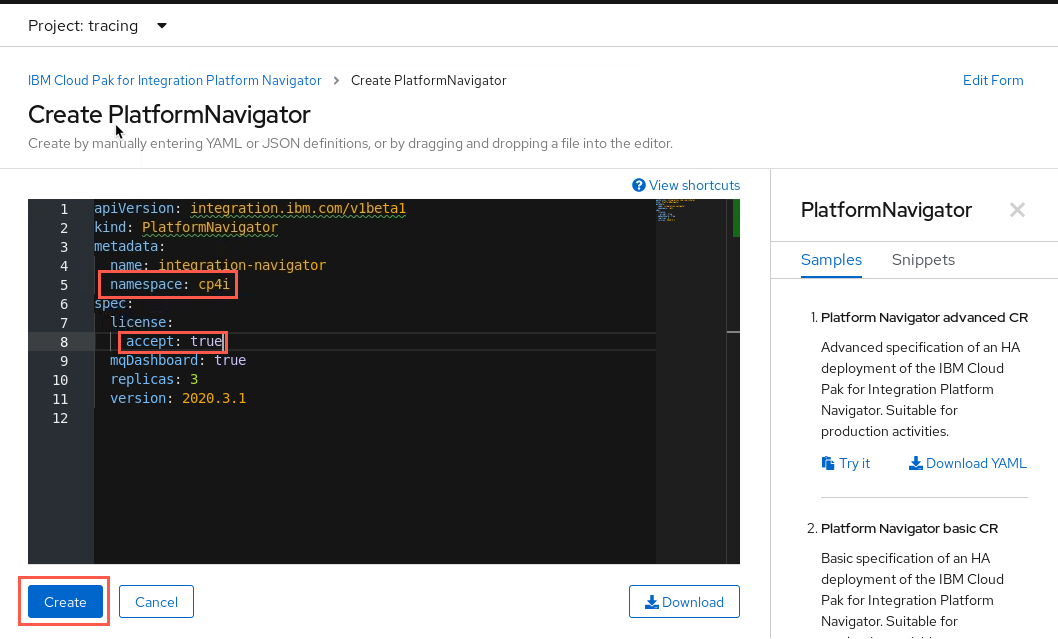 Project: tracing
IBM Cloud Pak for Integration Platform Navigator > Create PlatformNavigator
Edit Form
Create PlatformNavigator
Create by manually entering YAML or JSON definitions, or by dragging and dropping a file into the editor.
View shortcuts
1 apiVersion: integration.ibm.com/v1beta1
2 kind: PlatformNavigator
3 metadata:
4   name: integration-navigator
5   namespace: cp4i
6 spec:
7   license:
8     accept: true
9   mqDashboard: true
10   replicas: 3
11   version: 2020.3.1
12
Create
Cancel
Download
PlatformNavigator
Samples
Snippets
1. Platform Navigator advanced CR
Advanced specification of an HA
deployment of the IBM Cloud
Pak for Integration Platform
Navigator. Suitable for
production activities.
Try it
Download YAML
2. Platform Navigator basic CR
Basic specification of an HA
deployment of the IBM Cloud
Pak for Integration Platform
Navigator. Suitable for